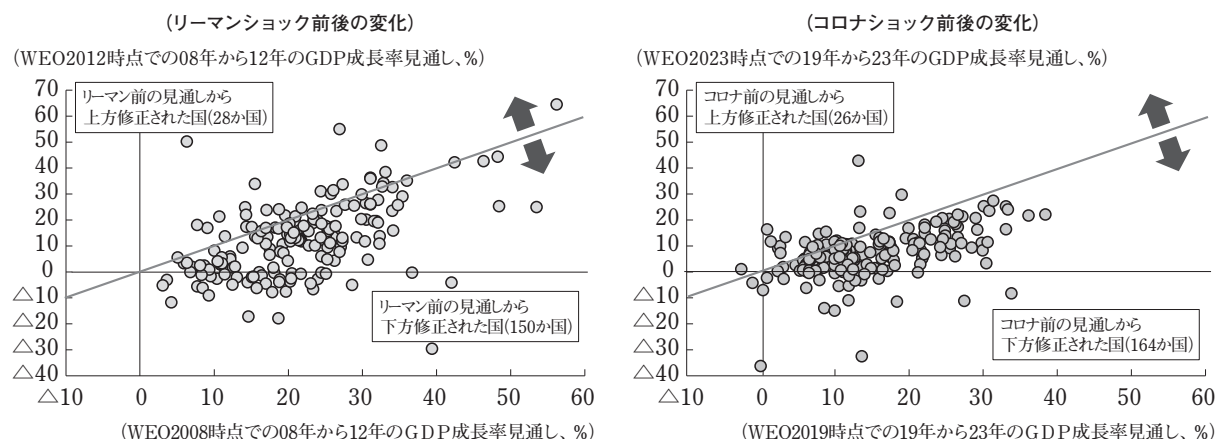 (リーマンショック前後の変化)
(WEO2012時点での08年から12年のGDP成長率見通し、%)
70
60
50
40
30
20
10
0
△10
△20
△30
△40
リーマン前の見通しから
上方修正された国(28か国)
リーマン前の見通しから
下方修正された国(150か国)
△10 0 10 20 30 40 50 60
(WEO2008時点での08年から12年のGDP成長率見通し、%)
(コロナショック前後の変化)
(WEO2023時点での19年から23年のGDP成長率見通し、%)
70
60
50
40
30
20
10
0
△10
△20
△30
△40
コロナ前の見通しから
上方修正された国(26か国)
コロナ前の見通しから
下方修正された国(164か国)
△10 0 10 20 30 40 50 60
(WEO2019時点での19年から23年のGDP成長率見通し、%)